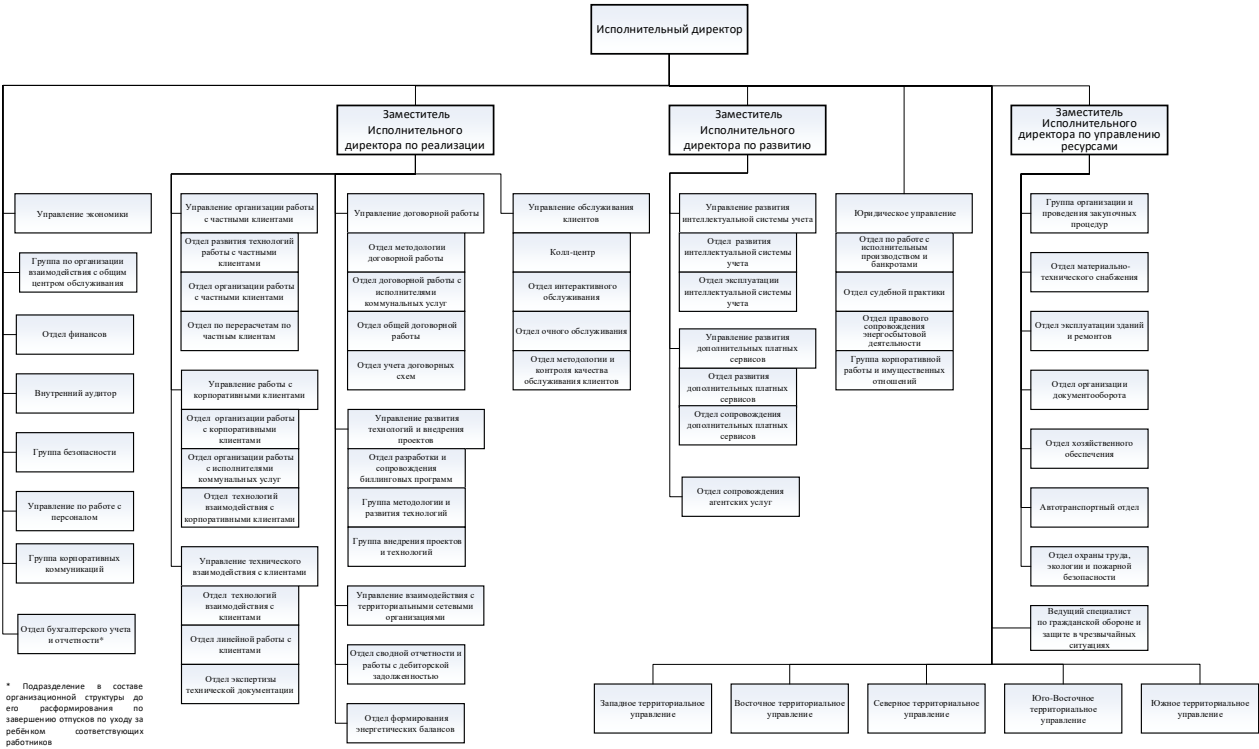 Исполнительный директор
Заместитель
Исполнительного
директора по реализации
Заместитель
Исполнительного
директора по развитию
Заместитель
Исполнительного
директора по управлению
ресурсами
Управление экономики
Группа по организации
взаимодействия с общим
центром обслуживания
Отдел финансов
Внутренний аудитор
Группа безопасности
Управление по работе с
персоналом
Группа корпоративных
коммуникаций
Отдел бухгалтерского учета
и отчетности*
* Подразделение в составе
организационной структуры до
его расформирования по
завершению отпусков по уходу за
ребёнком соответствующих
работников
Управление организации работы
с частными клиентами
Отдел развития технологий
работы с частными
клиентами
Отдел организации работы
с частными клиентами
Отдел по перерасчетам по
частным клиентам
Управление работы с
корпоративными клиентами
Отдел организации работы
с корпоративными
клиентами
Отдел организации работы
с исполнителями
коммунальных услуг
Отдел технологий
взаимодействия с
корпоративными клиентами
Управление технического
взаимодействия с клиентами
Отдел технологий
взаимодействия с
клиентами
Отдел линейной работы с
клиентами
Отдел экспертизы
технической документации
Управление договорной работы
Отдел методологии
договорной работы
Отдел договорной работы с
исполнителями
коммунальных услуг
Отдел общей договорной
работы
Отдел учета договорных
схем
Управление развития
технологий и внедрения
проектов
Отдел разработки и
сопровождения
биллинговых программ
Группа методологии и
развития технологий
Группа внедрения проектов
и технологий
Управление взаимодействия с
территориальными сетевыми
организациями
Отдел сводной отчетности и
работы с дебиторской
задолженностью
Отдел формирования
энергетических балансов
Управление обслуживания
клиентов
Колл-центр
Отдел интерактивного
обслуживания
Отдел очного обслуживания
Отдел методологии и
контроля качества
обслуживания клиентов
Управление развития
интеллектуальной системы учета
Отдел развития
интеллектуальной системы
учета
Отдел эксплуатации
интеллектуальной системы
учета
Управление развития
дополнительных платных
сервисов
Отдел развития
дополнительных платных
сервисов
Отдел сопровождения
дополнительных платных
сервисов
Отдел сопровождения
агентских услуг
Юридическое управление
Отдел по работе с
исполнительным
производством и
банкротами
Отдел судебной практики
Отдел правового
сопровождения
энергосбытовой
деятельности
Группа корпоративной
работы и имущественных
отношений
Группа организации и
проведения закупочных
процедур
Отдел материально-
технического снабжения
Отдел эксплуатации зданий
и ремонтов
Отдел организации
документооборота
Отдел хозяйственного
обеспечения
Автотранспортный отдел
Отдел охраны труда,
экологии и пожарной
безопасности
Ведущий специалист
по гражданской обороне и
защите в чрезвычайных
ситуациях
Западное территориальное
управление
Восточное территориальное
управление
Северное территориальное
управление
Юго-Восточное
территориальное
управление
Южное территориальное
управление